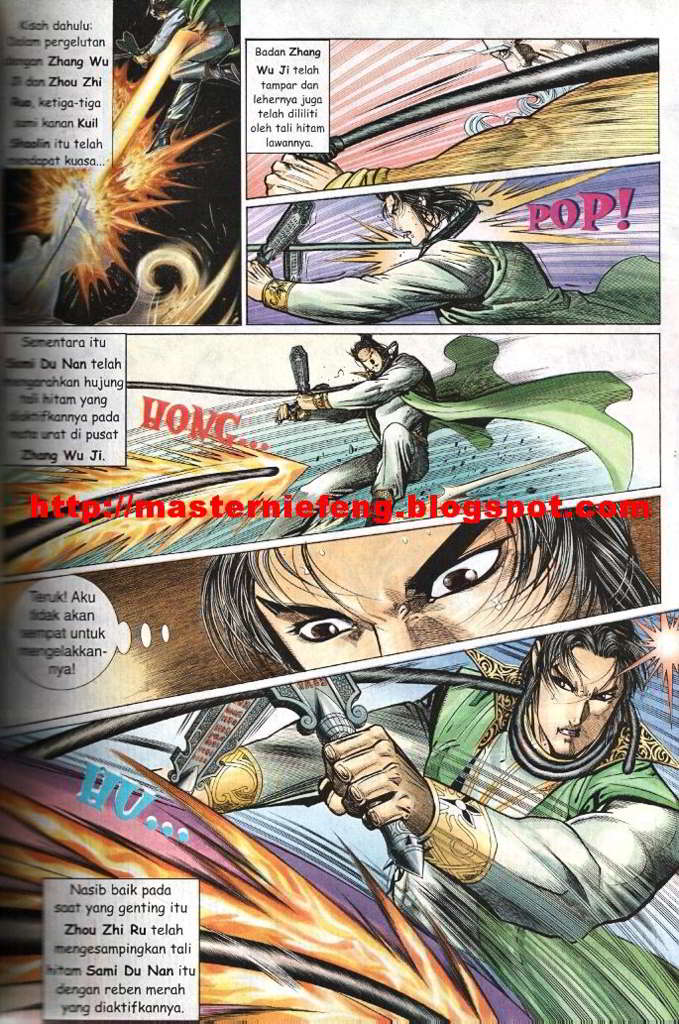 Kisah dahulu:
Dalam pergelutan
dengan Zhang Wu
Ji dan Zhou Zhi
Ruo, ketiga-tiga
sami kanan Kuil
Shaolin itu telah
mendapat kuasa...
Badan Zhang
Wu Ji telah
tampar dan
lehernya juga
telah dililiti
oleh tali hitam
lawannya.
POP!
Sementara itu
Sami Du Nan telah
mengarahkan hujung
tali hitam yang
diaktifkannya pada
mata urat di pusat
Zhang Wu Ji.
HONG...
http://masterniefeng.blogspot.com
Teruk! Aku
tidak akan
sempat untuk
mengelakkan-
nya!
HU...
Nasib baik pada
saat yang genting itu
Zhou Zhi Ru telah
mengesampingkan tali
hitam Sami Du Nan itu
dengan reben merah
yang diaktifkannya.